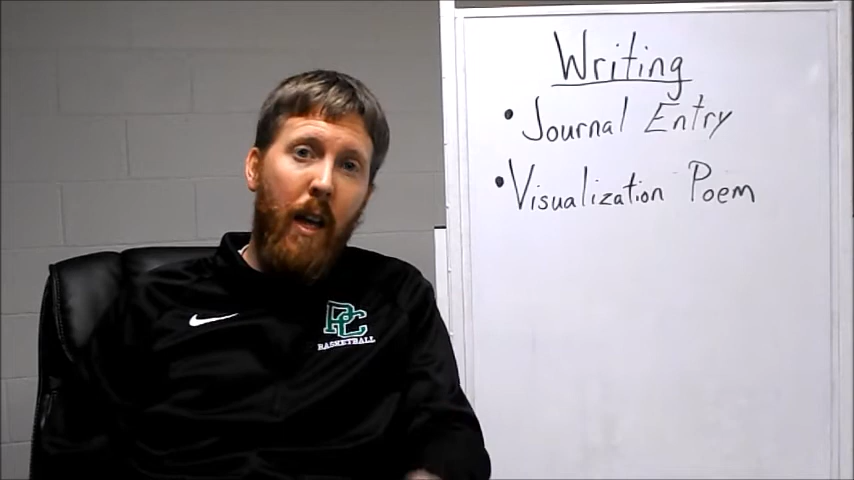 Writing
• Journal Entry
• Visualization Poem
PC
BASKETBALL